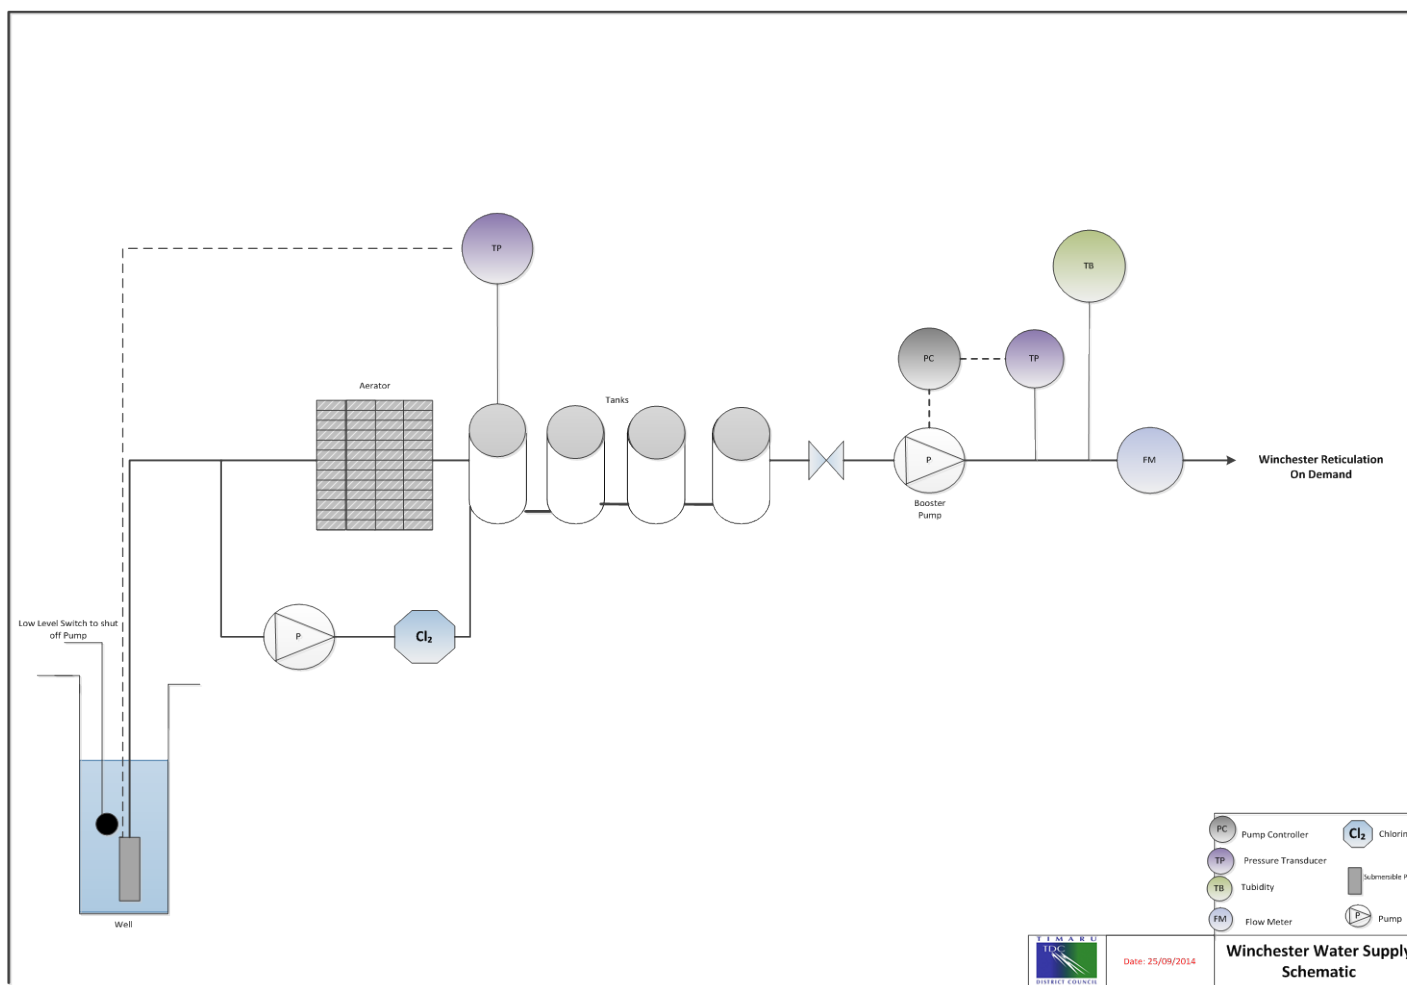 TP
TB
PC
TP
Aerator
Tanks
P
FM
Winchester Reticulation
On Demand
Booster
Pump
Low Level Switch to shut
off Pump
P
Cl₂
Well
PC
Pump Controller
Cl₂
Chlorin
TP
Pressure Transducer
Submersible P
TB
Tubidity
FM
Flow Meter
P
Pump
TIMARU
TDC
DISTRICT COUNCIL
Date: 25/09/2014
Winchester Water Supply
Schematic